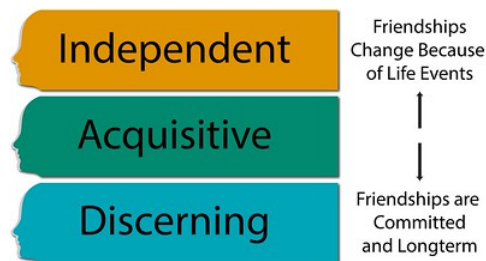 Independent
Acquisitive
Discerning
Friendships
Change Because
of Life Events
Friendships are
Committed
and Longterm